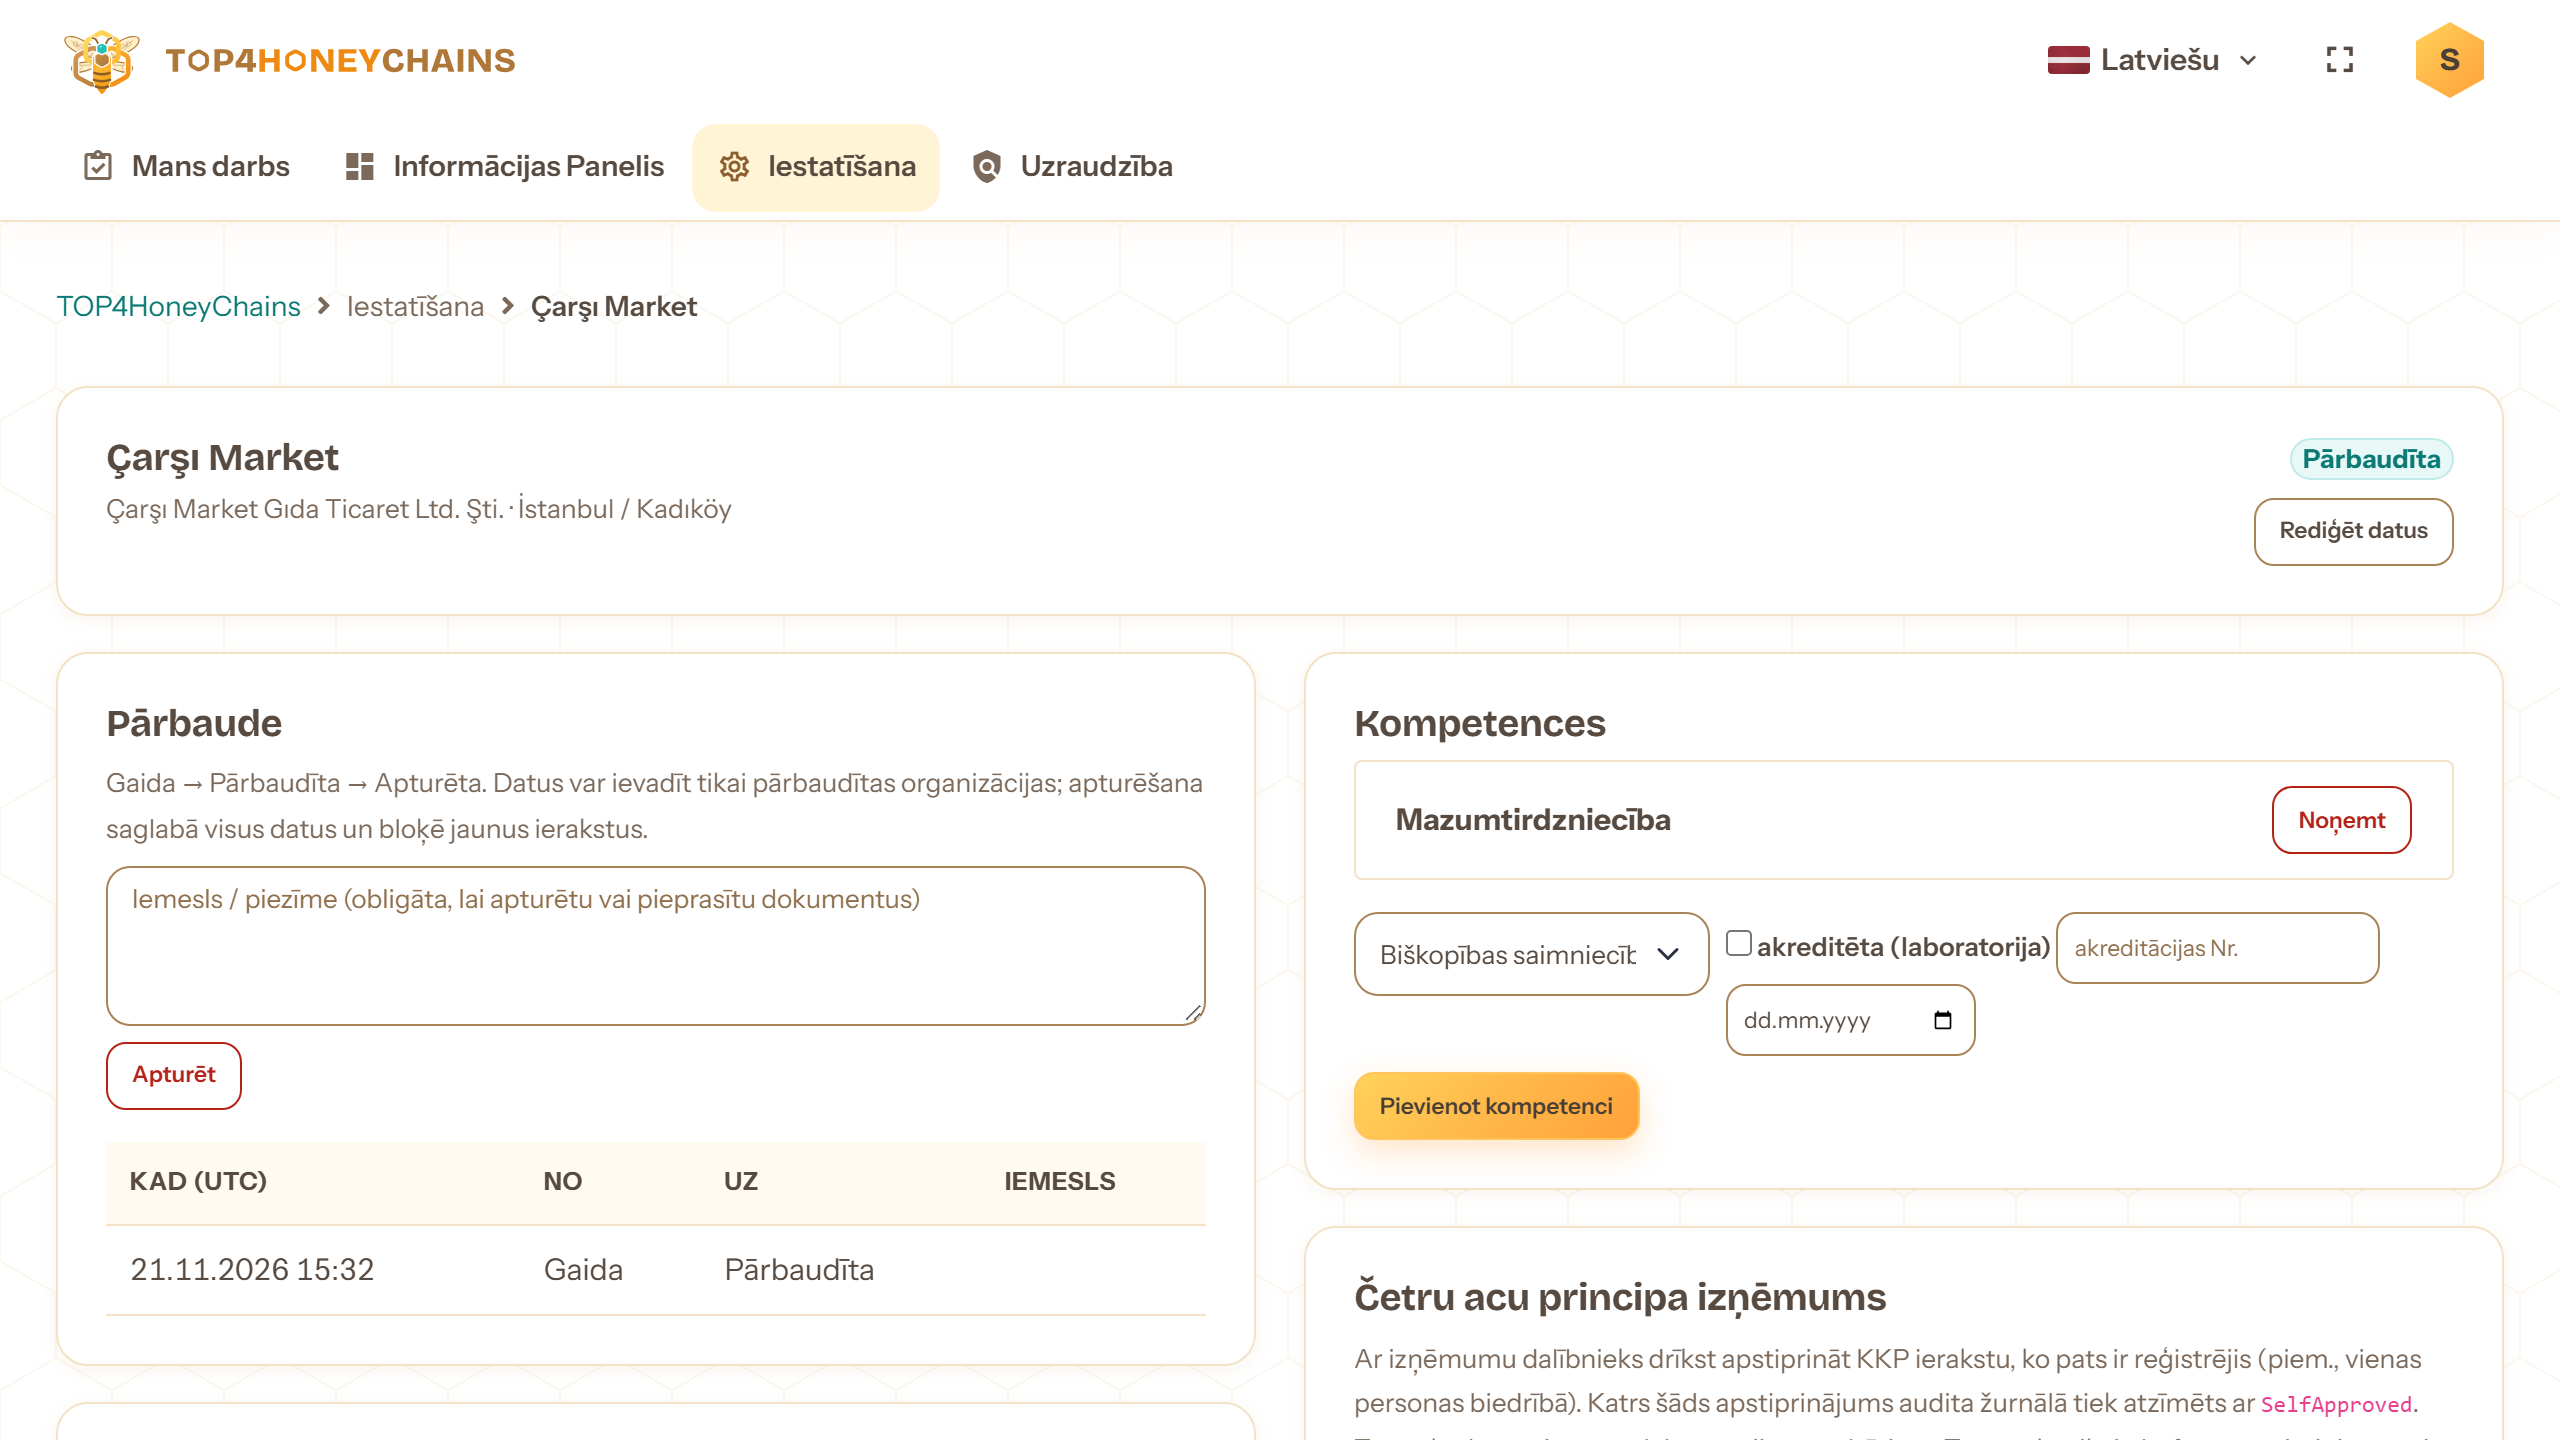 TOP4HONEYCHAINS
Latviešu
S
Mans darbs
Informācijas Panelis
Iestatīšana
Uzraudzība
TOP4HoneyChains > Iestatīšana > Çarşı Market
Çarşı Market
Çarşı Market Gıda Ticaret Ltd. Şti. · İstanbul / Kadıköy
Pārbaudīta
Rediģēt datus
Pārbaude
Gaida → Pārbaudīta → Apturēta. Datus var ievadīt tikai pārbaudītas organizācijas; apturēšana
saglabā visus datus un bloķē jaunus ierakstus.
Iemesls / piezīme (obligāta, lai apturētu vai pieprasītu dokumentus)
Apturēt
KAD (UTC) NO UZ IEMESLS
21.11.2026 15:32 Gaida Pārbaudīta
Kompetences
Mazumtirdzniecība
Noņemt
Biškopības saimniecīb
akreditēta (laboratorija)
akreditācijas Nr.
dd.mm.yyyy
Pievienot kompetenci
Četru acu principa izņēmums
Ar izņēmumu dalībnieks drīkst apstiprināt KKP ierakstu, ko pats ir reģistrējis (piem., vienas
personas biedrībā). Katrs šāds apstiprinājums audita žurnālā tiek atzīmēts ar SelfApproved.